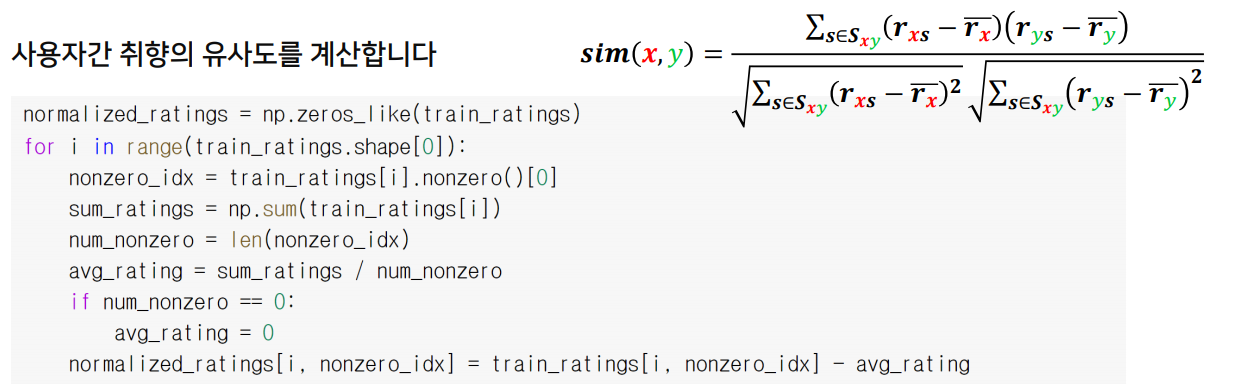 사용자간 취향의 유사도를 계산합니다
sim(x, y) = \frac{\sum_{s \in S_{xy}} (r_{xs} - \overline{r_x})(r_{ys} - \overline{r_y})}{\sqrt{\sum_{s \in S_{xy}} (r_{xs} - \overline{r_x})^2} \sqrt{\sum_{s \in S_{xy}} (r_{ys} - \overline{r_y})^2}}
normalized_ratings = np.zeros_like(train_ratings)
for i in range(train_ratings.shape[0]):
    nonzero_idx = train_ratings[i].nonzero()[0]
    sum_ratings = np.sum(train_ratings[i])
    num_nonzero = len(nonzero_idx)
    avg_rating = sum_ratings / num_nonzero
    if num_nonzero == 0:
        avg_rating = 0
    normalized_ratings[i, nonzero_idx] = train_ratings[i, nonzero_idx] - avg_rating